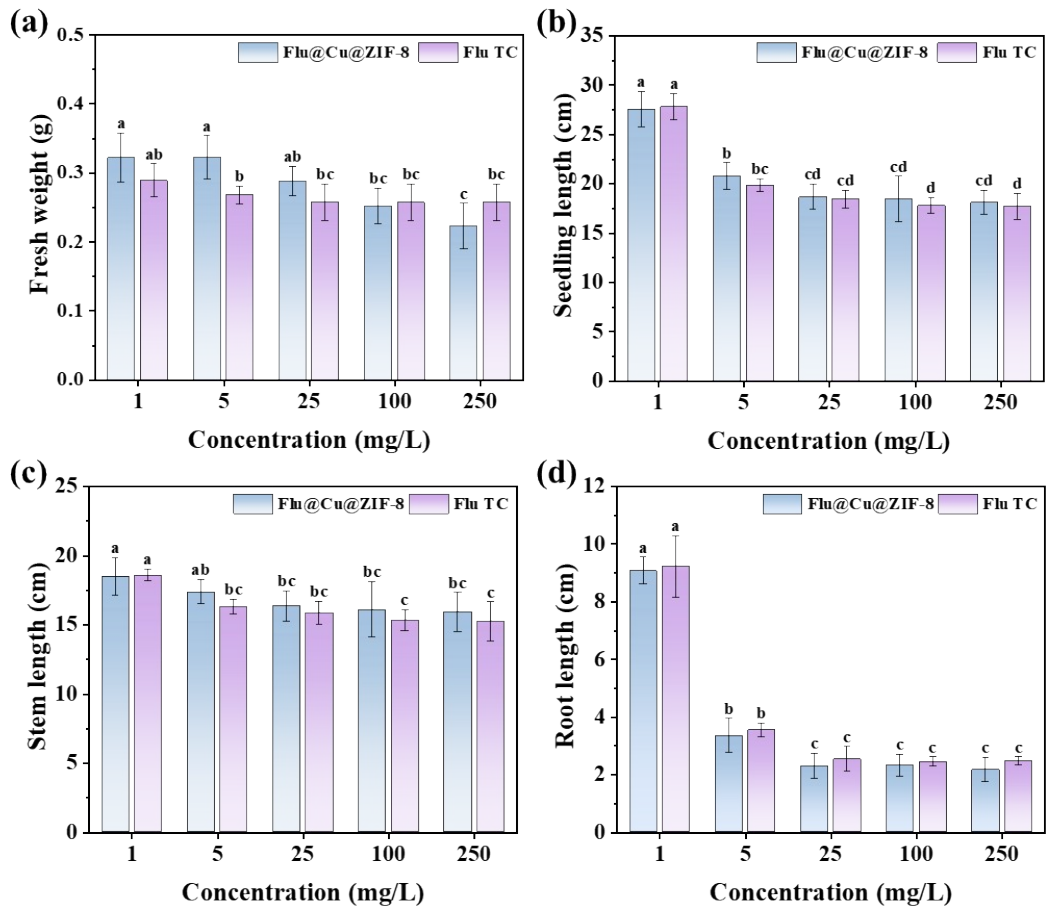 (a)
Flu@Cu@ZIF-8 Flu TC
Fresh weight (g)
0.5
0.4
0.3
0.2
0.1
0.0
a ab a b ab bc bc bc c bc
1 5 25 100 250
Concentration (mg/L)
(b)
Flu@Cu@ZIF-8 Flu TC
Seedling length (cm)
35
30
25
20
15
10
5
0
a a b bc cd cd cd d cd d
1 5 25 100 250
Concentration (mg/L)
(c)
Flu@Cu@ZIF-8 Flu TC
Stem length (cm)
25
20
15
10
5
0
a a ab bc bc bc bc c bc c
1 5 25 100 250
Concentration (mg/L)
(d)
Flu@Cu@ZIF-8 Flu TC
Root length (cm)
12
10
8
6
4
2
0
a a b b c c c c c c
1 5 25 100 250
Concentration (mg/L)